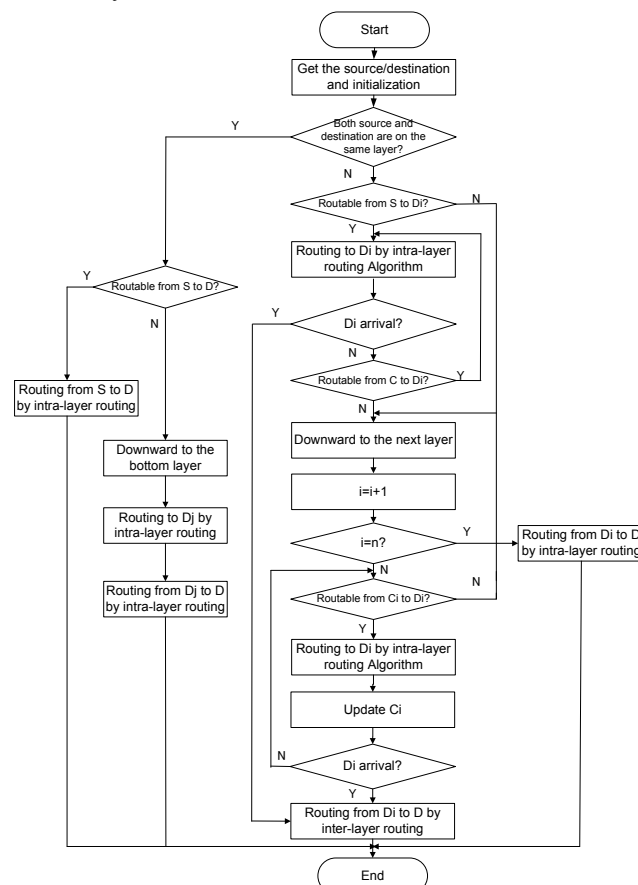 Start
Get the source/destination
and initialization
Both source and
destination are on the
same layer?
Y
N
Routable from S to Di?
N
Y
Routing to Di by intra-layer
routing Algorithm
Y
Routable from S to D?
N
Y
Di arrival?
N
Routable from C to Di?
Y
N
Routing from S to D
by intra-layer routing
Downward to the next layer
Downward to the
bottom layer
i=i+1
Routing to Dj by
intra-layer routing
i=n?
Y
Routing from Di to D
by intra-layer routing
N
Routing from Dj to D
by intra-layer routing
Routable from Ci to Di?
N
Y
Routing to Di by intra-layer
routing Algorithm
Update Ci
N
Di arrival?
Y
Routing from Di to D by
inter-layer routing
End